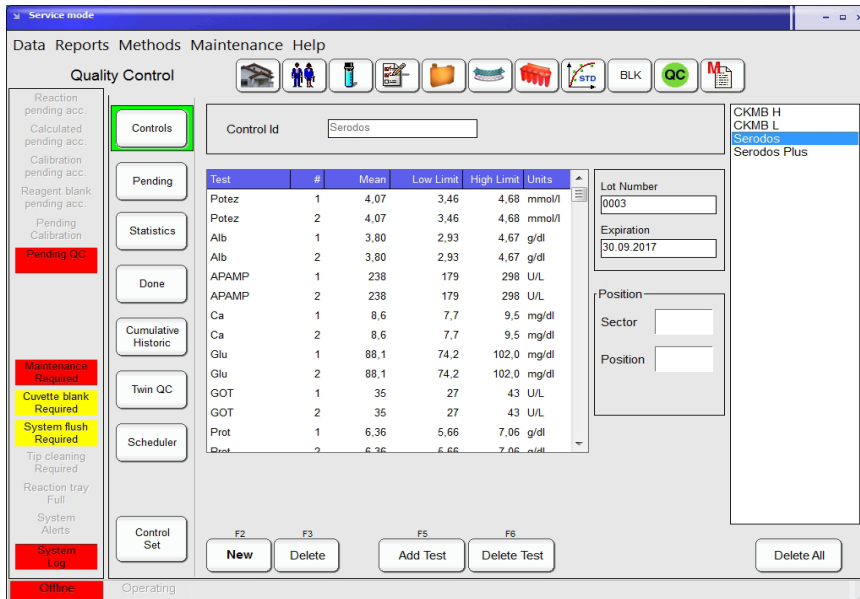 Service mode
Data Reports Methods Maintenance Help
Quality Control
STD
BLK
QC
M
Reaction
pending acc.
Calculated
pending acc.
Calibration
pending acc.
Reagent blank
pending acc.
Pending
Calibration
Pending QC
Maintenance
Required
Cuvette blank
Required
System flush
Required
Tip cleaning
Required
Reaction tray
Full
System
Alerts
System
Log
Controls
Pending
Statistics
Done
Cumulative
Historic
Twin QC
Scheduler
Control
Set
Control Id Serodos
Test # Mean Low Limit High Limit Units
Potez 1 4,07 3,46 4,68 mmol/l
Potez 2 4,07 3,46 4,68 mmol/l
Alb 1 3,80 2,93 4,67 g/dl
Alb 2 3,80 2,93 4,67 g/dl
APAMP 1 238 179 298 U/L
APAMP 2 238 179 298 U/L
Ca 1 8,6 7,7 9,5 mg/dl
Ca 2 8,6 7,7 9,5 mg/dl
Glu 1 88,1 74,2 102,0 mg/dl
Glu 2 88,1 74,2 102,0 mg/dl
GOT 1 35 27 43 U/L
GOT 2 35 27 43 U/L
Prot 1 6,36 5,66 7,06 g/dl
Prot 2 6,36 5,66 7,06 g/dl
Lot Number
0003
Expiration
30.09.2017
Position
Sector
Position
CKMB H
CKMB L
Serodos
Serodos Plus
F2 F3 F5 F6
New Delete Add Test Delete Test Delete All
Offline Operating